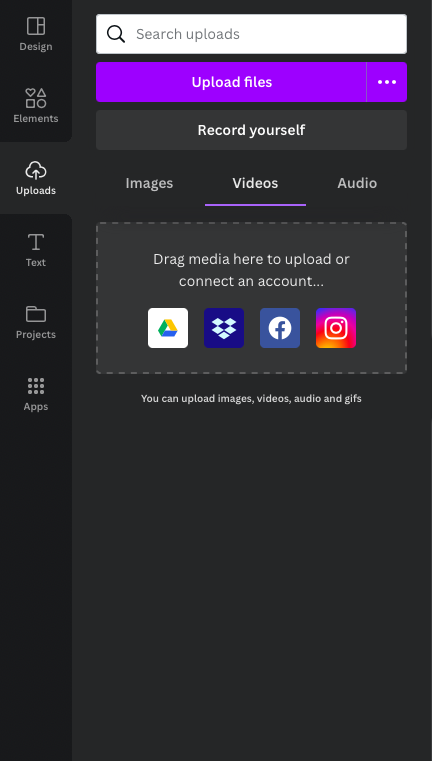 Design
Elements
Uploads
Text
Projects
Apps
Search uploads
Upload files
Record yourself
Images
Videos
Audio
Drag media here to upload or
connect an account...
You can upload images, videos, audio and gifs